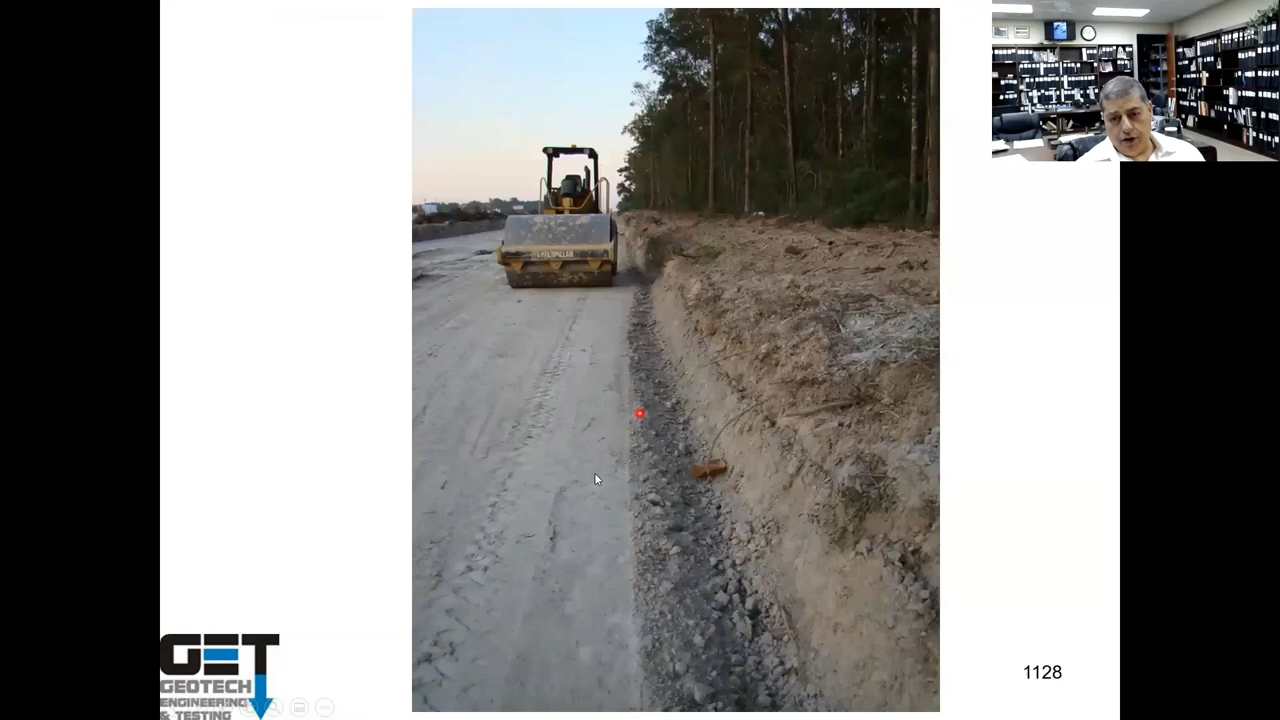 CATERPILLAR
GET
GEOTECH
ENGINEERING
& TESTING
1128